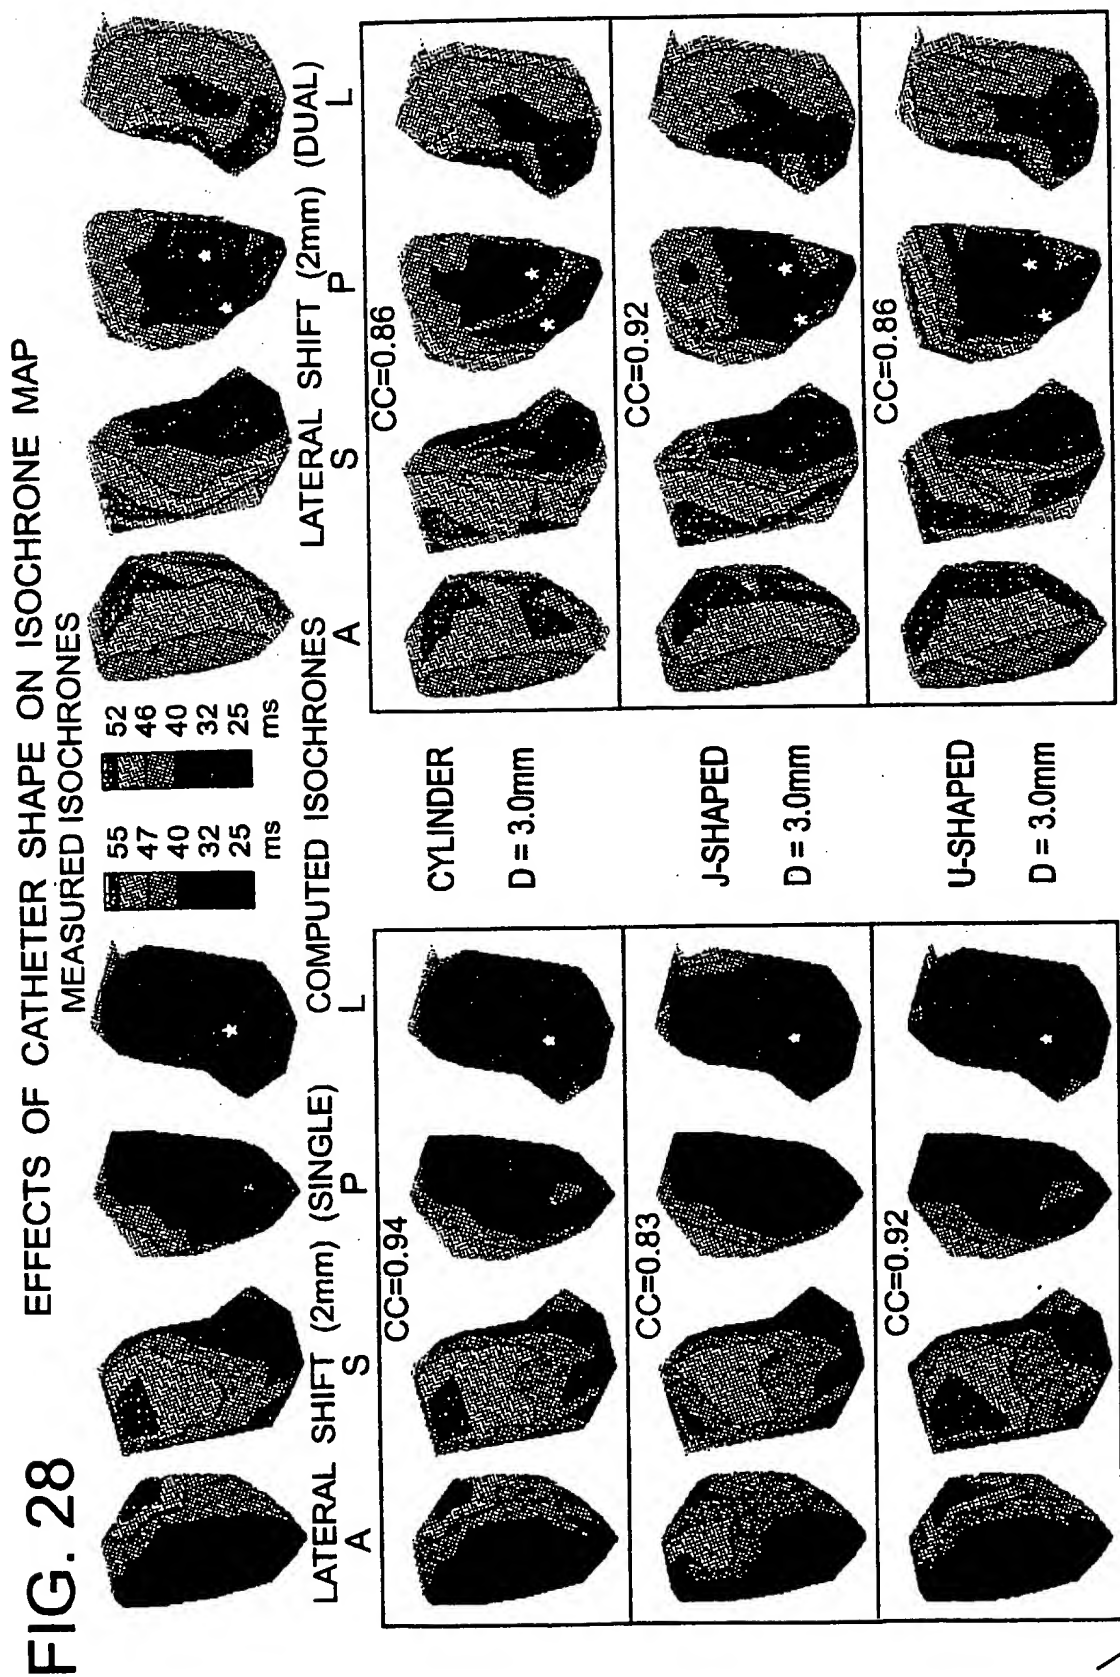 FIG. 28
EFFECTS OF CATHETER SHAPE ON ISOCHRONE MAP
MEASURED ISOCHRONES
55
47
40
32
25
ms
52
46
40
32
25
ms
COMPUTED ISOCHRONES
LATERAL SHIFT (2mm) (SINGLE)
LATERAL SHIFT (2mm) (DUAL)
A S P L
A S P L
CC=0.94
CYLINDER
D = 3.0mm
CC=0.86
CC=0.83
J-SHAPED
D = 3.0mm
CC=0.92
CC=0.92
U-SHAPED
D = 3.0mm
CC=0.86